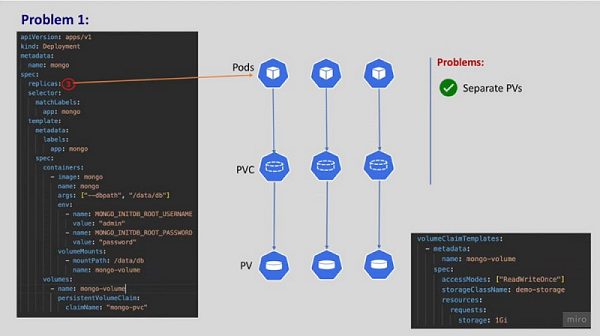 Problem 1:
apiVersion: apps/v1
kind: Deployment
metadata:
  name: mongo
spec:
  replicas: 3
  selector:
    matchLabels:
      app: mongo
  template:
    metadata:
      labels:
        app: mongo
    spec:
      containers:
        - image: mongo
          name: mongo
          args: ["--dbpath", "/data/db"]
          env:
            - name: MONGO_INITDB_ROOT_USERNAME
              value: "admin"
            - name: MONGO_INITDB_ROOT_PASSWORD
              value: "password"
          volumeMounts:
            - mountPath: /data/db
              name: mongo-volume
      volumes:
        - name: mongo-volume
          persistentVolumeClaim:
            claimName: "mongo-pvc"
Pods
PVC
PV
Problems:
Separate PVs
volumeClaimTemplates:
  - metadata:
      name: mongo-volume
    spec:
      accessModes: ["ReadWriteOnce"]
      storageClassName: demo-storage
      resources:
        requests:
          storage: 1Gi
miro